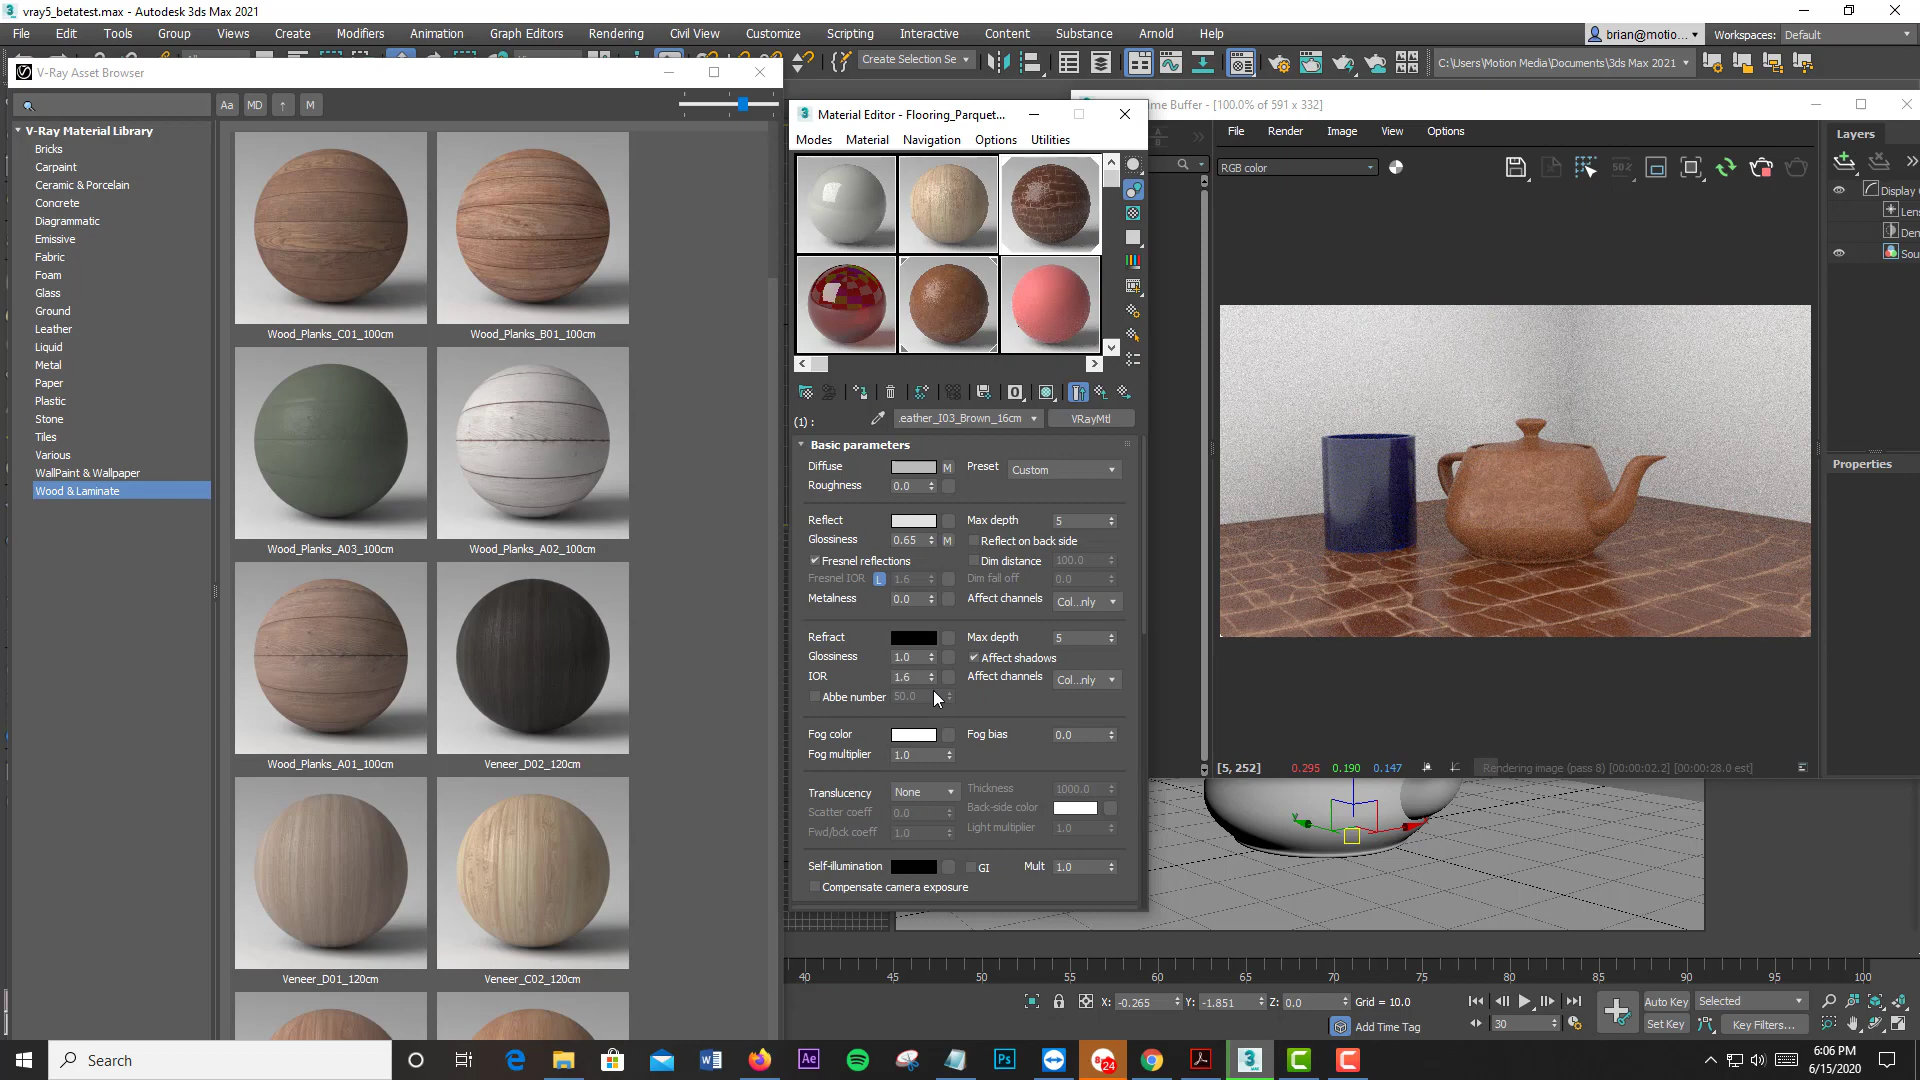 vray5_betatest.max - Autodesk 3ds Max 2021
File Edit Tools Group Views Create Modifiers Animation Graph Editors Rendering Civil View Customize Scripting Interactive Content Substance Arnold Help
brian@motio... Workspaces: Default
Create Selection Se
C:\Users\Motion Media\Documents\3ds Max 2021
V-Ray Asset Browser
Aa MD ↑ M
V-Ray Material Library
Bricks
Carpaint
Ceramic & Porcelain
Concrete
Diagrammatic
Emissive
Fabric
Foam
Glass
Ground
Leather
Liquid
Metal
Paper
Plastic
Stone
Tiles
Various
WallPaint & Wallpaper
Wood & Laminate
Wood_Planks_C01_100cm Wood_Planks_B01_100cm
Wood_Planks_A03_100cm Wood_Planks_A02_100cm
Wood_Planks_A01_100cm Veneer_D02_120cm
Veneer_D01_120cm Veneer_C02_120cm
Material Editor - Flooring_Parquet...
Modes Material Navigation Options Utilities
(1) : .eather_I03_Brown_16cm VRayMtl
Basic parameters
Diffuse M Preset Custom
Roughness 0.0
Reflect Max depth 5
Glossiness 0.65 M Reflect on back side
Fresnel reflections Dim distance 100.0
Fresnel IOR L 1.6 Dim fall off 0.0
Metalness 0.0 Affect channels Col...nly
Refract Max depth 5
Glossiness 1.0 Affect shadows
IOR 1.6 Affect channels Col...nly
Abbe number 50.0
Fog color Fog bias 0.0
Fog multiplier 1.0
Translucency None Thickness 1000.0
Scatter coeff 0.0 Back-side color
Fwd/bck coeff 1.0 Light multiplier 1.0
Self-illumination GI Mult 1.0
Compensate camera exposure
me Buffer - [100.0% of 591 x 332]
File Render Image View Options
RGB color
50%
Layers
Display
Len
Den
Sou
Properties
[5, 252] 0.295 0.190 0.147 Rendering image (pass 8) [00:00:02.2] [00:00:28.0 est]
y
40 45 50 55 60 65 70 75 80 85 90 95 100
X: -0.265 Y: -1.851 Z: 0.0 Grid = 10.0
Add Time Tag
30
Auto Key Selected
Set Key Key Filters...
Search
Ae
Ps
24
6:06 PM
6/15/2020